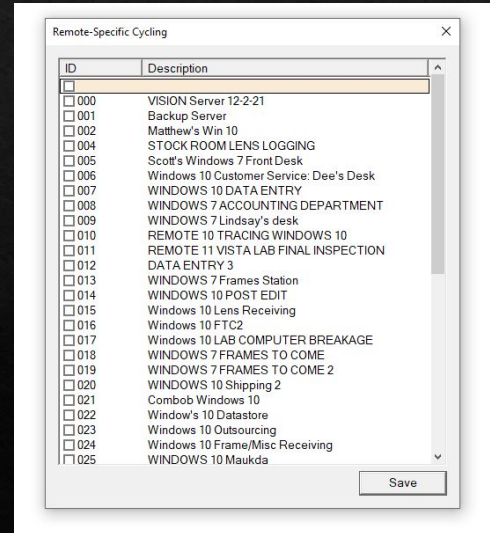 Remote-Specific Cycling
ID Description
000 VISION Server 12-2-21
001 Backup Server
002 Matthew's Win 10
004 STOCK ROOM LENS LOGGING
005 Scott's Windows 7 Front Desk
006 Windows 10 Customer Service: Dee's Desk
007 WINDOWS 10 DATA ENTRY
008 WINDOWS 7 ACCOUNTING DEPARTMENT
009 WINDOWS 7 Lindsay's desk
010 REMOTE 10 TRACING WINDOWS 10
011 REMOTE 11 VISTA LAB FINAL INSPECTION
012 DATA ENTRY 3
013 WINDOWS 7 Frames Station
014 WINDOWS 10 POST EDIT
015 Windows 10 Lens Receiving
016 Windows 10 FTC2
017 Windows 10 LAB COMPUTER BREAKAGE
018 WINDOWS 7 FRAMES TO COME
019 WINDOWS 7 FRAMES TO COME 2
020 WINDOWS 10 Shipping 2
021 Combob Windows 10
022 Window's 10 Datastore
023 Windows 10 Outsourcing
024 Windows 10 Frame/Misc Receiving
025 WINDOWS 10 Maukda
Save